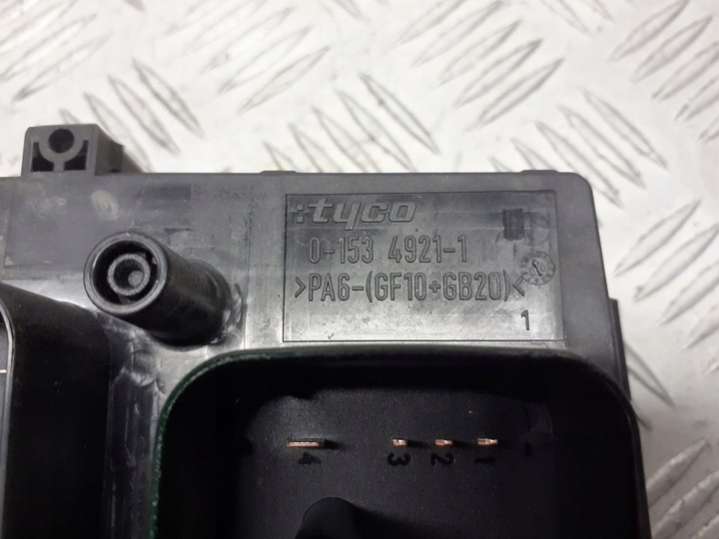 :tyco
0-153 4921-1
>PA6-(GF10+GB20)<
1
4 3 2 1